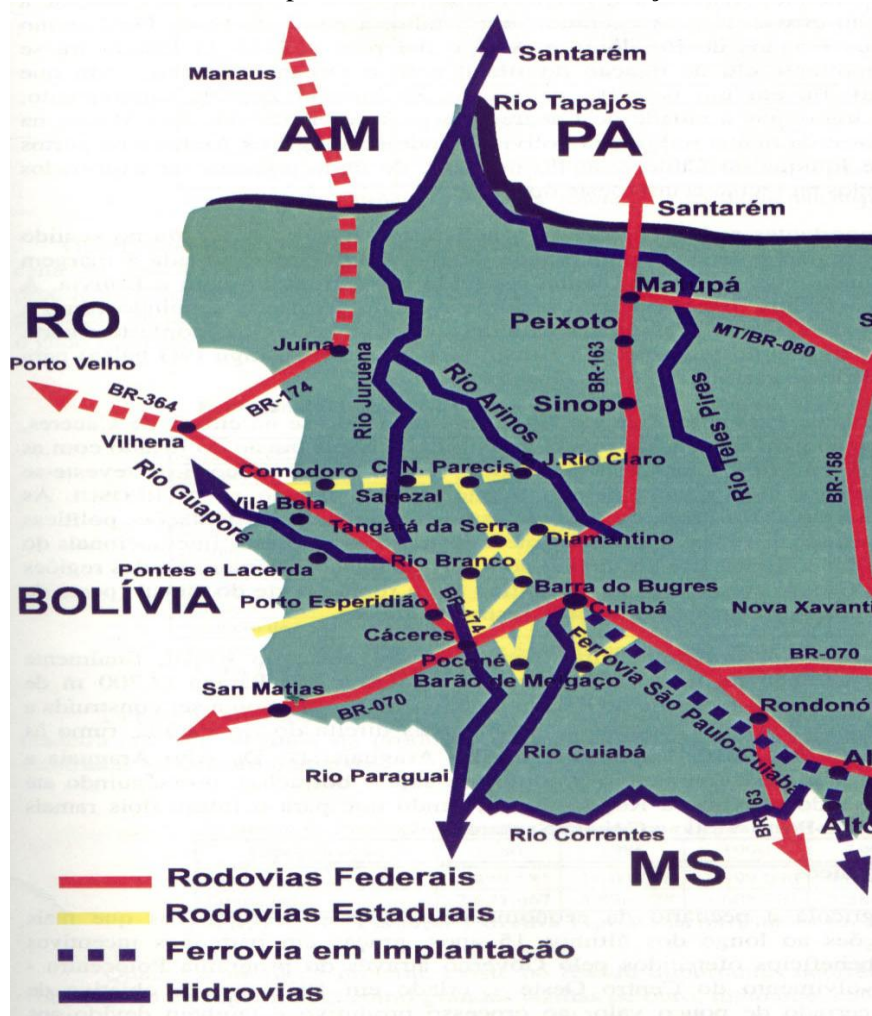 Santarém
Manaus
Rio Tapajós
AM
PA
Santarém
Matupá
Peixoto
RO
Juína
MT/BR-080
Porto Velho
BR-364
BR-174
Rio Juruena
Rio Arinos
BR-163
Sinop
Rio Teles Pires
BR-158
Vilhena
Rio Guaporé
Comodoro
C. N. Parecis
S.J.Rio Claro
Sapezal
Vila Bela
Tangará da Serra
Diamantino
Rio Branco
Pontes e Lacerda
Barra do Bugres
BOLÍVIA
Porto Esperidião
Cuiabá
Nova Xavanti
BR-174
Cáceres
Ferrovia São Paulo-Cuiabá
Poconé
Barão de Melgaço
BR-070
San Matias
BR-070
Rondonó
Rio Cuiabá
Rio Paraguai
Rio Correntes
BR-163
Alto
MS
Rodovias Federais
Rodovias Estaduais
Ferrovia em implantação
Hidrovias